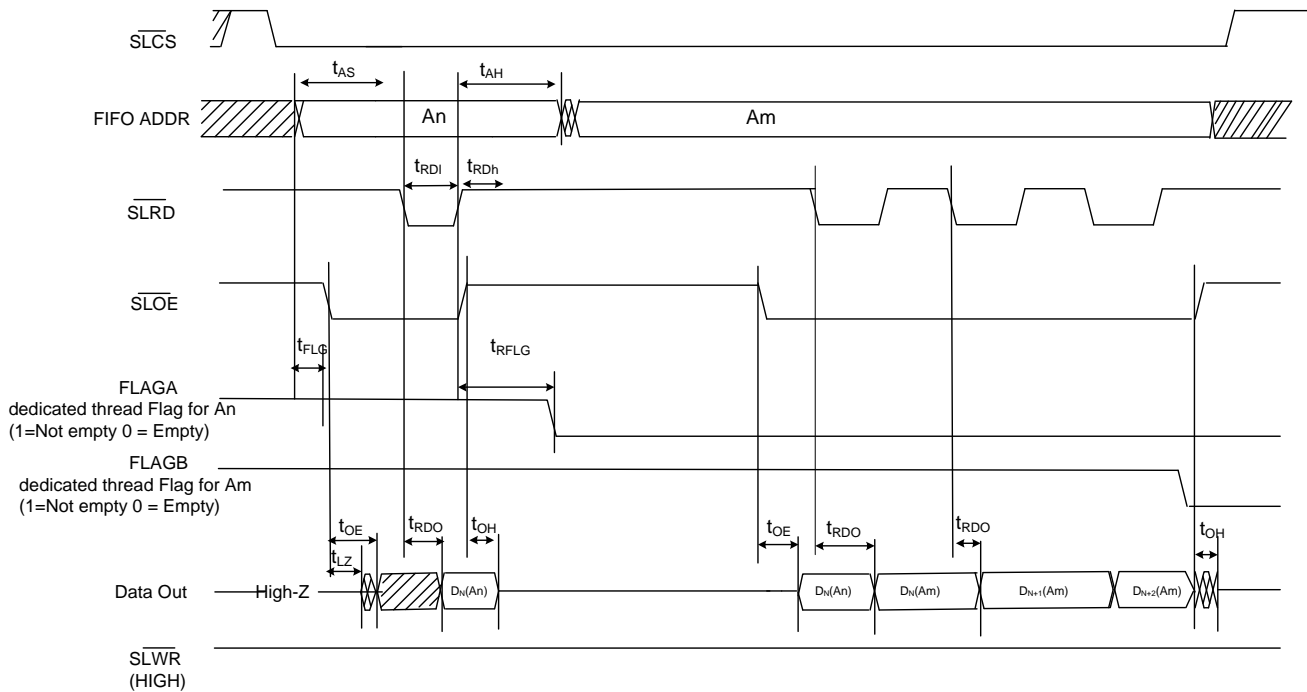 SLCS
tAS
tAH
FIFO ADDR
An
Am
tRDl
tRDh
SLRD
SLOE
tFLG
tRFLG
FLAGA
dedicated thread Flag for An
(1=Not empty 0 = Empty)
FLAGB
dedicated thread Flag for Am
(1=Not empty 0 = Empty)
tOE
tRDO
tOH
tOE
tRDO
tRDO
tOH
tLZ
Data Out
High-Z
DN(An)
DN(An)
DN(Am)
DN+1(Am)
DN+2(Am)
SLWR
(HIGH)